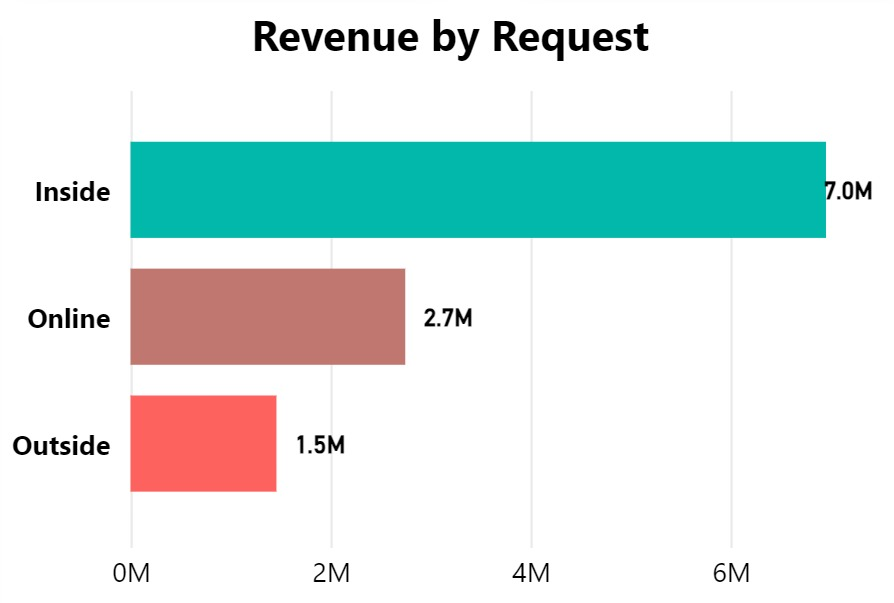 Revenue by Request
Inside 7.0M
Online 2.7M
Outside 1.5M
0M 2M 4M 6M